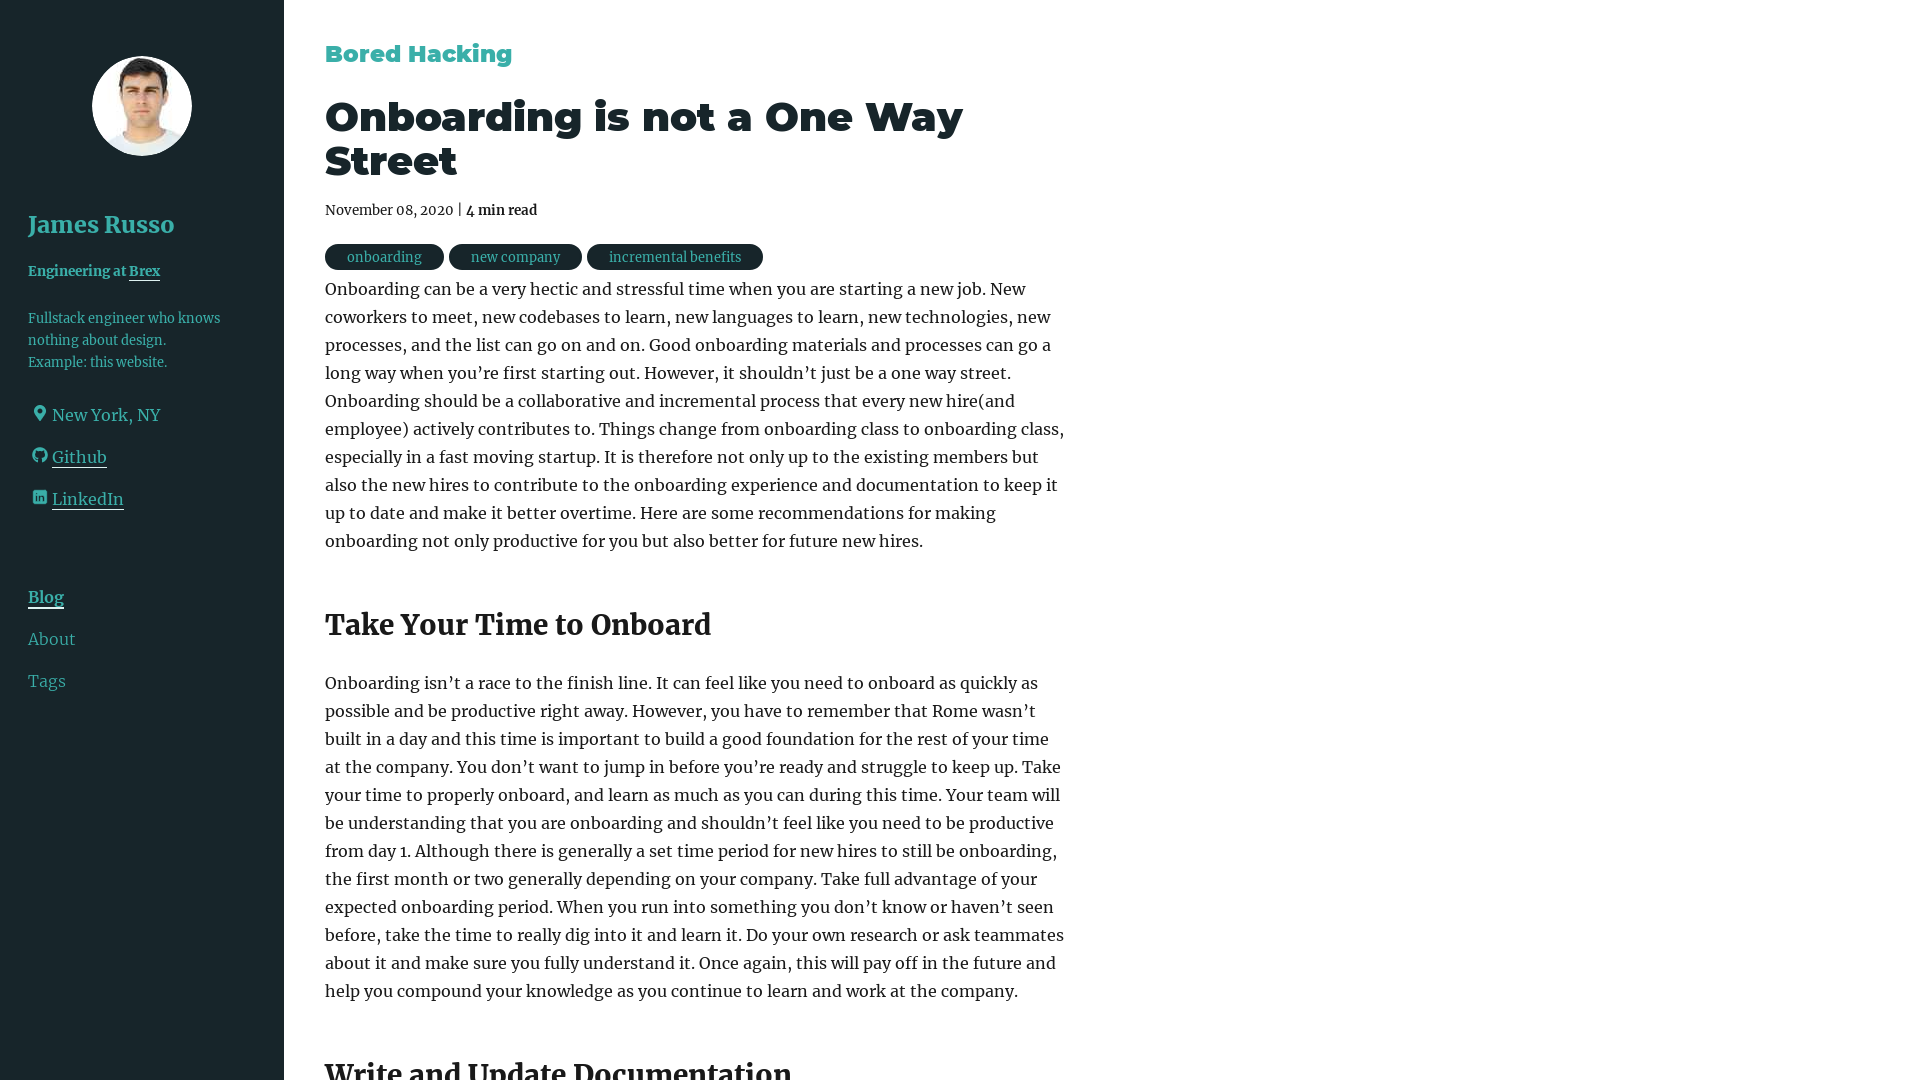 James Russo
Engineering at Brex
Fullstack engineer who knows
nothing about design.
Example: this website.
New York, NY
Github
LinkedIn
Blog
About
Tags
Bored Hacking
Onboarding is not a One Way
Street
November 08, 2020 | 4 min read
onboarding new company incremental benefits
Onboarding can be a very hectic and stressful time when you are starting a new job. New
coworkers to meet, new codebases to learn, new languages to learn, new technologies, new
processes, and the list can go on and on. Good onboarding materials and processes can go a
long way when you’re first starting out. However, it shouldn’t just be a one way street.
Onboarding should be a collaborative and incremental process that every new hire(and
employee) actively contributes to. Things change from onboarding class to onboarding class,
especially in a fast moving startup. It is therefore not only up to the existing members but
also the new hires to contribute to the onboarding experience and documentation to keep it
up to date and make it better overtime. Here are some recommendations for making
onboarding not only productive for you but also better for future new hires.
Take Your Time to Onboard
Onboarding isn’t a race to the finish line. It can feel like you need to onboard as quickly as
possible and be productive right away. However, you have to remember that Rome wasn’t
built in a day and this time is important to build a good foundation for the rest of your time
at the company. You don’t want to jump in before you’re ready and struggle to keep up. Take
your time to properly onboard, and learn as much as you can during this time. Your team will
be understanding that you are onboarding and shouldn’t feel like you need to be productive
from day 1. Although there is generally a set time period for new hires to still be onboarding,
the first month or two generally depending on your company. Take full advantage of your
expected onboarding period. When you run into something you don’t know or haven’t seen
before, take the time to really dig into it and learn it. Do your own research or ask teammates
about it and make sure you fully understand it. Once again, this will pay off in the future and
help you compound your knowledge as you continue to learn and work at the company.
Write and Update Documentation